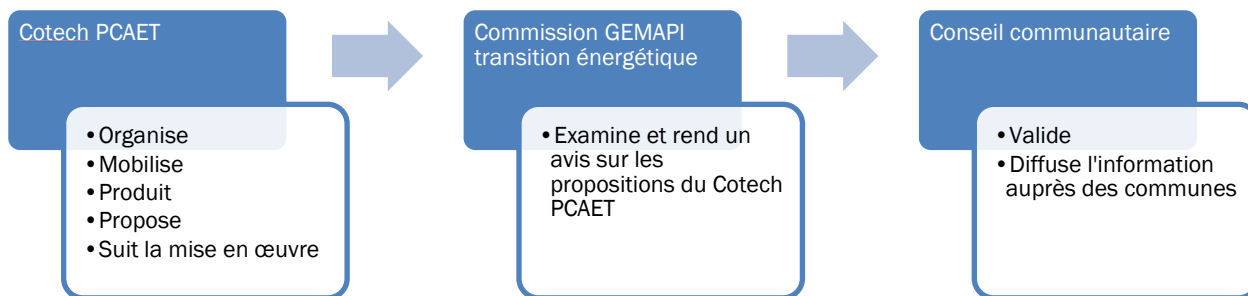 Cotech PCAET
• Organise
• Mobilise
• Produit
• Propose
• Suit la mise en œuvre
Commission GEMAPI
transition énergétique
• Examine et rend un
avis sur les
propositions du Cotech
PCAET
Conseil communautaire
• Valide
• Diffuse l'information
auprès des communes